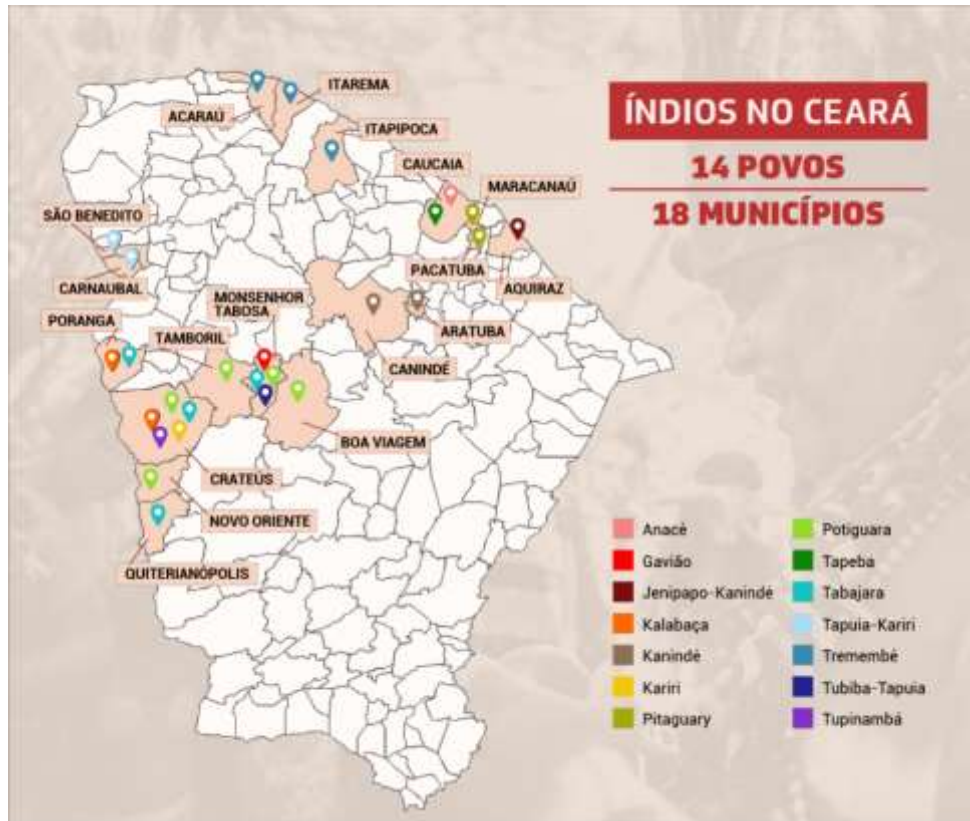 ÍNDIOS NO CEARÁ
14 POVOS
18 MUNICÍPIOS
ITAREMA
ACARAÚ
ITAPIPOCA
CAUCAIA
MARACANAÚ
SÃO BENEDITO
CARNAUBAL
PACATUBA
AQUIRAZ
MONSENHOR
TABOSA
PORANGA
TAMBORIL
ARATUBA
CANINDÉ
BOA VIAGEM
CRATEÚS
NOVO ORIENTE
QUITERIANÓPOLIS
Anacé
Gavião
Jenipapo-Kanindé
Kalabaça
Kanindé
Kariri
Pitaguary
Potiguara
Tapeba
Tabajara
Tapuia-Kariri
Tremembé
Tubiba-Tapuia
Tupinambá